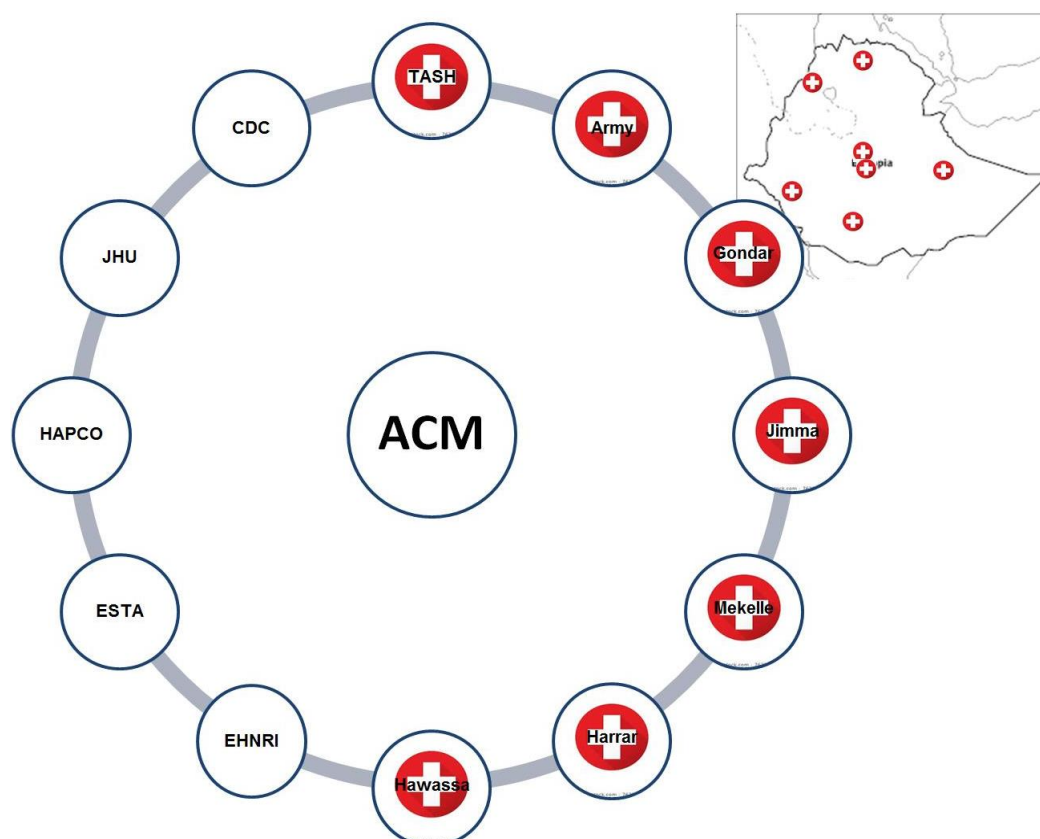 TASH
Army
Gondar
Jimma
Mekelle
Harrar
Hawassa
EHNRI
ESTA
HAPCO
JHU
CDC
ACM